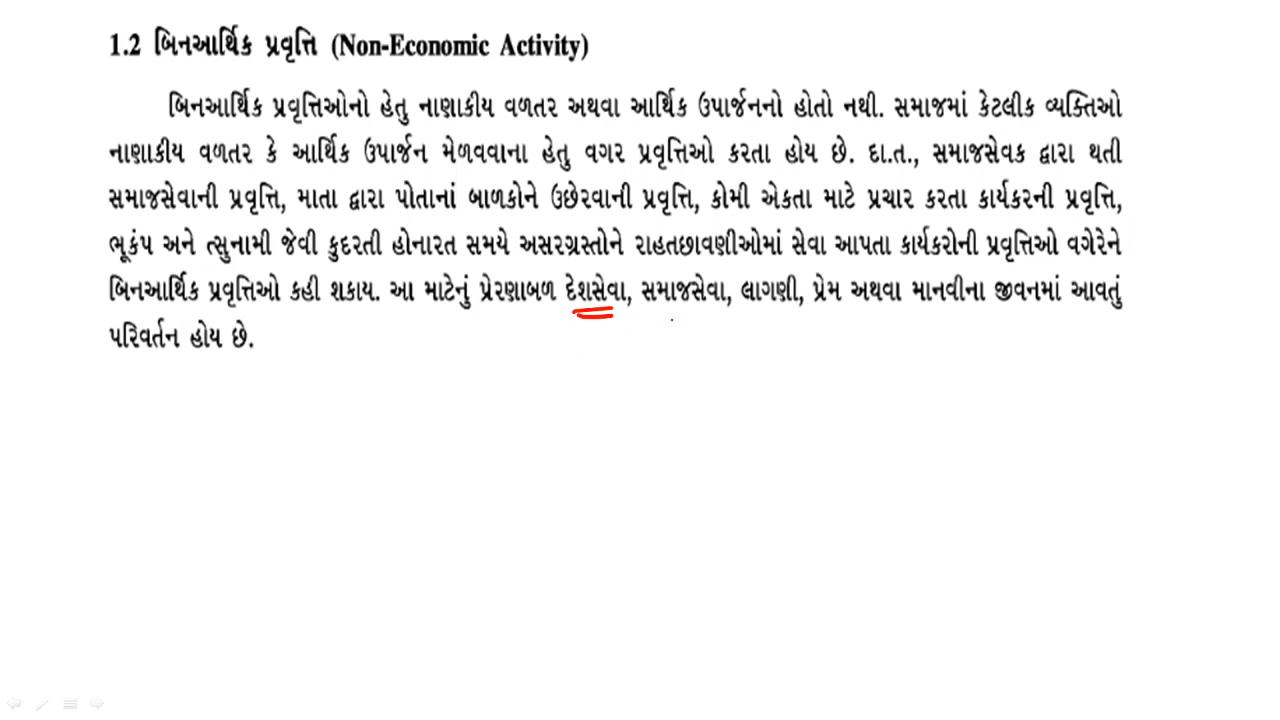 1.2 બિનઆર્થિક પ્રવૃત્તિ (Non-Economic Activity)
બિનઆર્થિક પ્રવૃત્તિઓનો હેતુ નાણાકીય વળતર અથવા આર્થિક ઉપાર્જનનો હોતો નથી. સમાજમાં કેટલીક વ્યક્તિઓ
નાણાકીય વળતર કે આર્થિક ઉપાર્જન મેળવવાના હેતુ વગર પ્રવૃત્તિઓ કરતા હોય છે. દા.ત., સમાજસેવક દ્વારા થતી
સમાજસેવાની પ્રવૃત્તિ, માતા દ્વારા પોતાનાં બાળકોને ઉછેરવાની પ્રવૃત્તિ, કોમી એકતા માટે પ્રચાર કરતા કાર્યકરની પ્રવૃત્તિ,
ભૂકંપ અને ત્સુનામી જેવી કુદરતી હોનારત સમયે અસરગ્રસ્તોને રાહતછાવણીઓમાં સેવા આપતા કાર્યકરોની પ્રવૃત્તિઓ વગેરેને
બિનઆર્થિક પ્રવૃત્તિઓ કહી શકાય. આ માટેનું પ્રેરણાબળ દેશસેવા, સમાજસેવા, લાગણી, પ્રેમ અથવા માનવીના જીવનમાં આવતું
પરિવર્તન હોય છે.